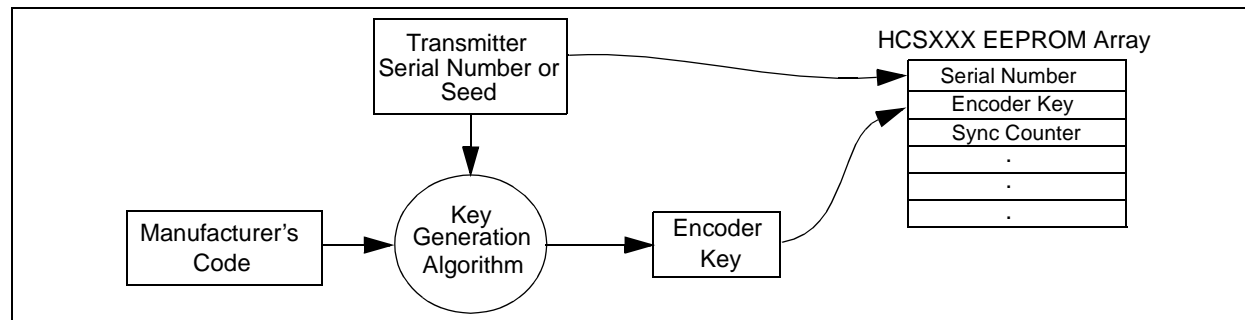 Transmitter
Serial Number or
Seed
HCSXXX EEPROM Array
Serial Number
Encoder Key
Sync Counter
.
.
.
Manufacturer's
Code
Key
Generation
Algorithm
Encoder
Key